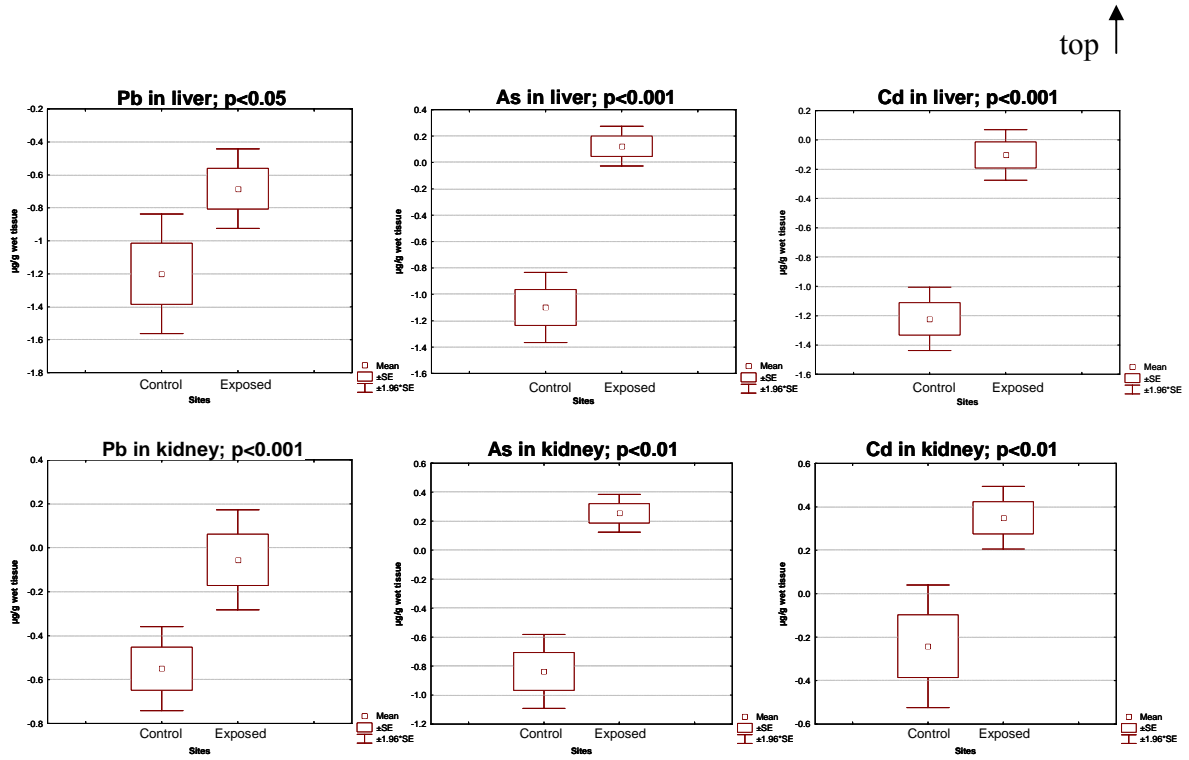 top
Pb in liver; p<0.05
-0.2
-0.4
-0.6
-0.8
-1
-1.2
-1.4
-1.6
-1.8
µg/g wet tissue
Control Exposed
Sites
Mean
±SE
±1.96*SE
As in liver; p<0.001
0.4
0.2
0.0
-0.2
-0.4
-0.6
-0.8
-1.0
-1.2
-1.4
-1.6
µg/g wet tissue
Control Exposed
Sites
Mean
±SE
±1.96*SE
Cd in liver; p<0.001
0.2
0.0
-0.2
-0.4
-0.6
-0.8
-1.0
-1.2
-1.4
-1.6
µg/g wet tissue
Control Exposed
Sites
Mean
±SE
±1.96*SE
Pb in kidney; p<0.001
0.4
0.2
0.0
-0.2
-0.4
-0.6
-0.8
µg/g wet tissue
Control Exposed
Sites
Mean
±SE
±1.96*SE
As in kidney; p<0.01
0.6
0.4
0.2
0.0
-0.2
-0.4
-0.6
-0.8
-1.0
-1.2
µg/g wet tissue
Control Exposed
Sites
Mean
±SE
±1.96*SE
Cd in kidney; p<0.01
0.6
0.4
0.2
0.0
-0.2
-0.4
-0.6
µg/g wet tissue
Control Exposed
Sites
Mean
±SE
±1.96*SE